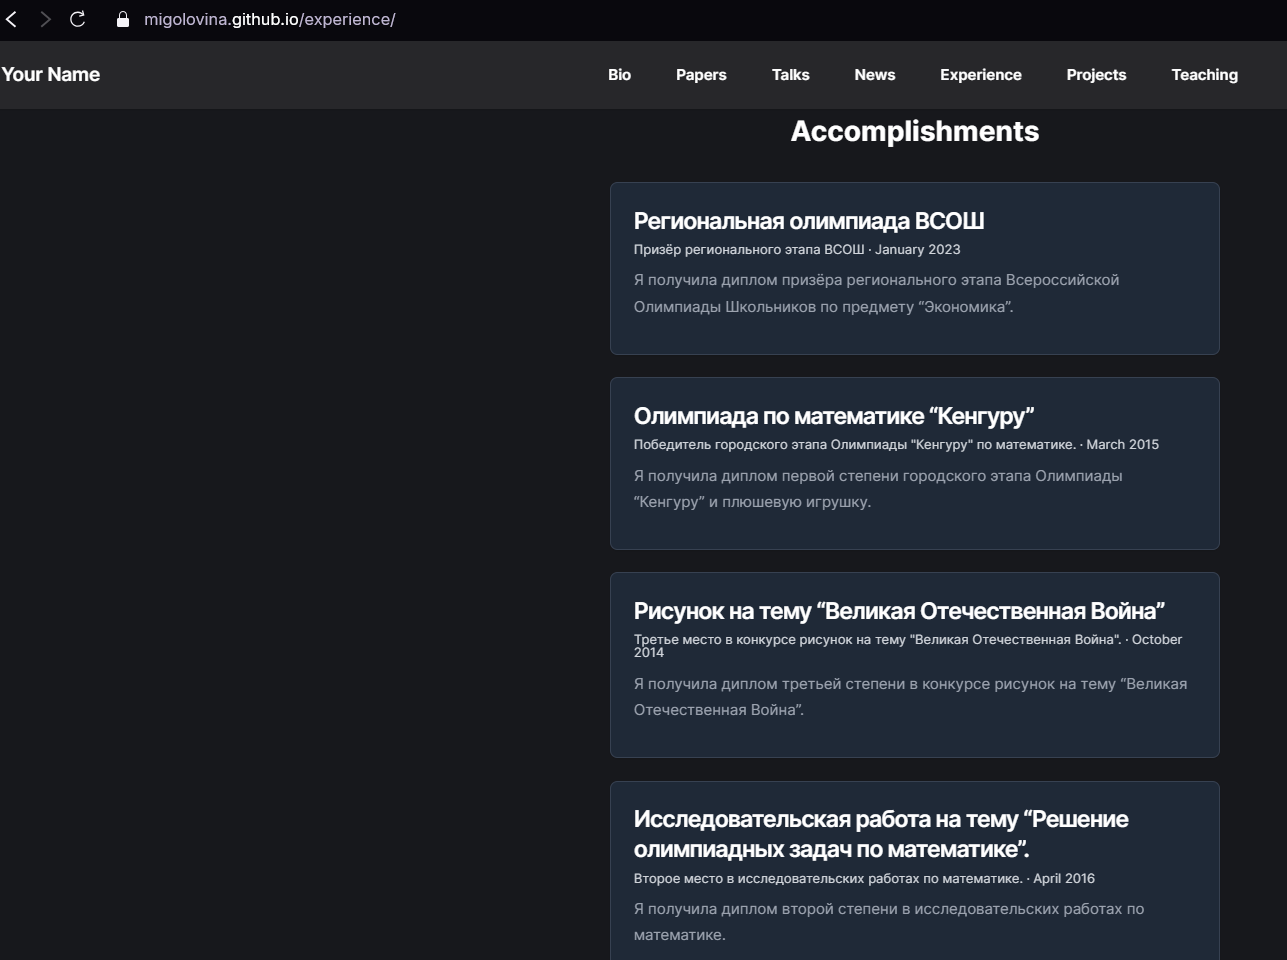 migolovina.github.io/experience/
Your Name
Bio Papers Talks News Experience Projects Teaching
Accomplishments
Региональная олимпиада ВСОШ
Призёр регионального этапа ВСОШ · January 2023
Я получила диплом призёра регионального этапа Всероссийской
Олимпиады Школьников по предмету “Экономика”.
Олимпиада по математике “Кенгуру”
Победитель городского этапа Олимпиады "Кенгуру" по математике. · March 2015
Я получила диплом первой степени городского этапа Олимпиады
“Кенгуру” и плюшевую игрушку.
Рисунок на тему “Великая Отечественная Война”
Третье место в конкурсе рисунок на тему "Великая Отечественная Война". · October
2014
Я получила диплом третьей степени в конкурсе рисунок на тему “Великая
Отечественная Война”.
Исследовательская работа на тему “Решение
олимпиадных задач по математике”.
Второе место в исследовательских работах по математике. · April 2016
Я получила диплом второй степени в исследовательских работах по
математике.